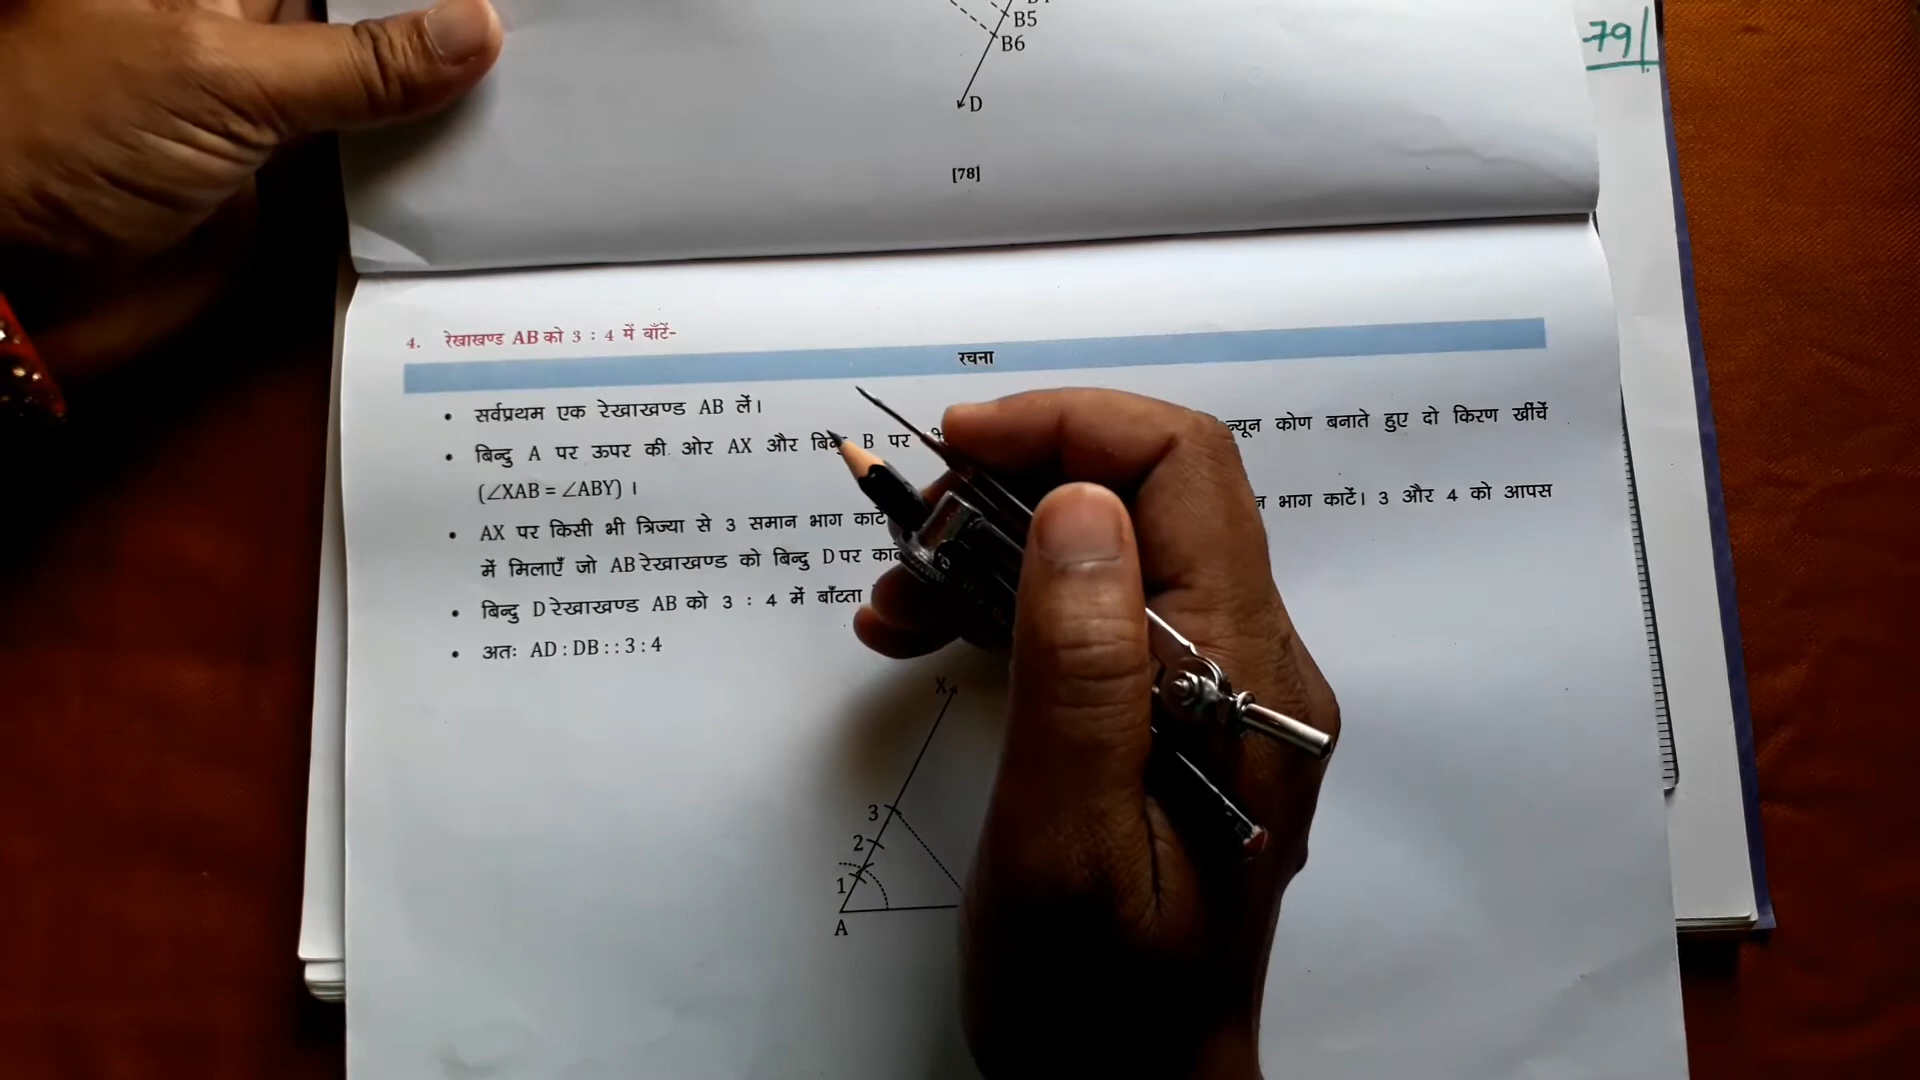 B5
B6
D
79
[78]
4. रेखाखण्ड AB को 3 : 4 में बाँटें-
रचना
• सर्वप्रथम एक रेखाखण्ड AB लें।
• बिन्दु A पर ऊपर की ओर AX और बिन्दु B पर न्यून कोण बनाते हुए दो किरण खींचें
(∠XAB = ∠ABY) ।
• AX पर किसी भी त्रिज्या से 3 समान भाग काटें भाग काटें। 3 और 4 को आपस
में मिलाएँ जो AB रेखाखण्ड को बिन्दु D पर
• बिन्दु D रेखाखण्ड AB को 3 : 4 में बाँटता
• अतः AD : DB : : 3 : 4
X
3
2
1
A